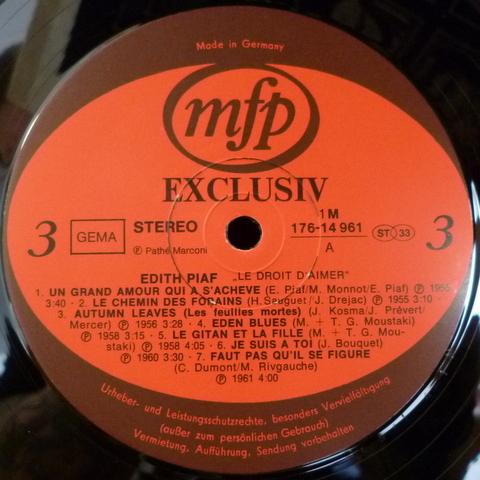 Made in Germany
mfp
EXCLUSIV
3
GEMA
STEREO
℗ Pathé Marconi
1M
176-14 961
A
ST 33
3
EDITH PIAF „LE DROIT D'AIMER"
1. UN GRAND AMOUR QUI A S'ACHEVE (E. Piaf/M. Monnot/E. Piaf) ℗ 1955
3:40 · 2. LE CHEMIN DES FORAINS (H. Sauguet/J. Drejac) ℗ 1955 3:10 ·
3. AUTUMN LEAVES (Les feuilles mortes) (J. Kosma/J. Prévert/
Mercer) ℗ 1956 3:28 · 4. EDEN BLUES (M. + T. G. Moustaki)
℗ 1958 3:15 · 5. LE GITAN ET LA FILLE (M. + T. G. Mou-
staki) ℗ 1958 4:05 · 6. JE SUIS A TOI (J. Bouquet)
℗ 1960 3:30 · 7. FAUT PAS QU'IL SE FIGURE
(C. Dumont/M. Rivgauche)
℗ 1961 4:00
Urheber- und Leistungsschutzrechte, besonders Vervielfältigung
(außer zum persönlichen Gebrauch)
Vermietung, Aufführung, Sendung vorbehalten